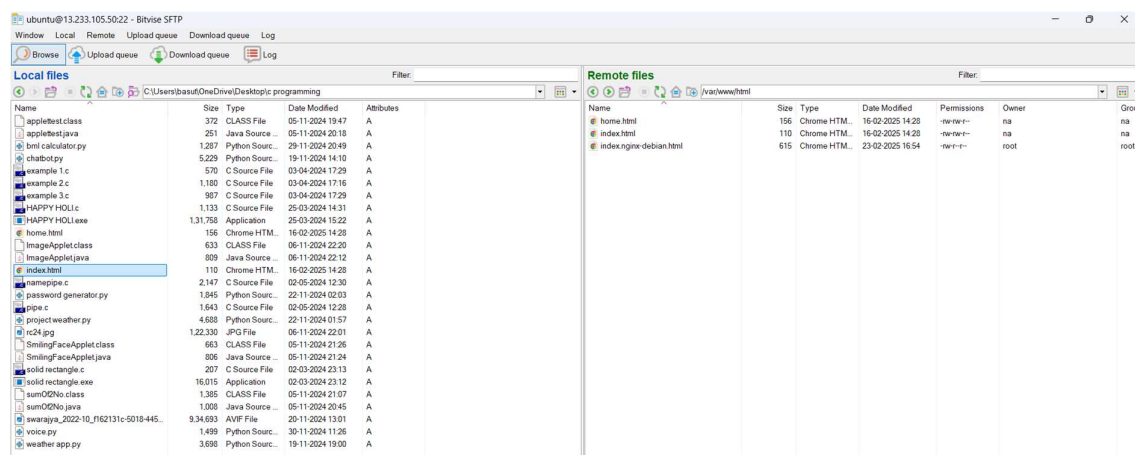 ubuntu@13.233.105.50:22 - Bitvise SFTP
Window Local Remote Upload queue Download queue Log
Browse Upload queue Download queue Log
Local files Filter:
C:\Users\basut\OneDrive\Desktop\c programming
Name Size Type Date Modified Attributes
applettest.class 372 CLASS File 05-11-2024 19:47 A
applettest.java 251 Java Source ... 05-11-2024 20:18 A
bml calculator.py 1,287 Python Sourc... 29-11-2024 20:49 A
chatbot.py 5,229 Python Sourc... 19-11-2024 14:10 A
example 1.c 570 C Source File 03-04-2024 17:29 A
example 2.c 1,180 C Source File 03-04-2024 17:16 A
example 3.c 987 C Source File 03-04-2024 17:29 A
HAPPY HOLI.c 1,133 C Source File 25-03-2024 14:31 A
HAPPY HOLI.exe 1,31,758 Application 25-03-2024 15:22 A
home.html 156 Chrome HTM... 16-02-2025 14:28 A
ImageApplet.class 633 CLASS File 06-11-2024 22:20 A
ImageApplet.java 809 Java Source ... 06-11-2024 22:12 A
index.html 110 Chrome HTM... 16-02-2025 14:28 A
namepipe.c 2,147 C Source File 02-05-2024 12:30 A
password generator.py 1,845 Python Sourc... 22-11-2024 02:03 A
pipe.c 1,643 C Source File 02-05-2024 12:28 A
projectweather.py 4,688 Python Sourc... 22-11-2024 01:57 A
rc24.jpg 1,22,330 JPG File 06-11-2024 22:01 A
SmilingFaceApplet.class 663 CLASS File 05-11-2024 21:26 A
SmilingFaceApplet.java 806 Java Source ... 05-11-2024 21:24 A
solid rectangle.c 207 C Source File 02-03-2024 23:13 A
solid rectangle.exe 16,015 Application 02-03-2024 23:12 A
sumOf2No.class 1,385 CLASS File 05-11-2024 21:07 A
sumOf2No.java 1,008 Java Source ... 05-11-2024 20:45 A
swarajya_2022-10_f162131c-5018-445... 9,34,693 AVIF File 20-11-2024 13:01 A
voice.py 1,499 Python Sourc... 30-11-2024 11:26 A
weather app.py 3,698 Python Sourc... 19-11-2024 19:00 A
Remote files Filter:
/var/www/html
Name Size Type Date Modified Permissions Owner Grou
home.html 156 Chrome HTM... 16-02-2025 14:28 -rw-rw-r-- na na
index.html 110 Chrome HTM... 16-02-2025 14:28 -rw-rw-r-- na na
index.nginx-debian.html 615 Chrome HTM... 23-02-2025 16:54 -rw-r--r-- root root